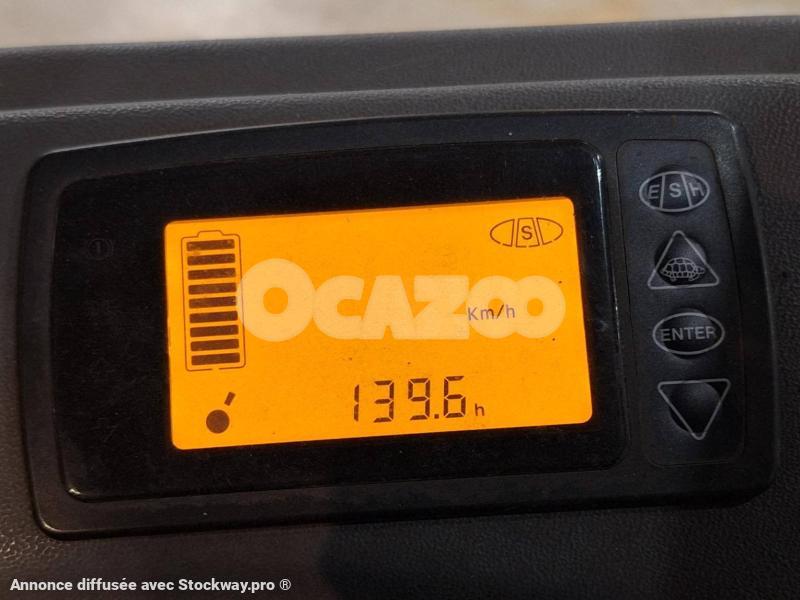 E S H
S
OCAZOO
Km/h
ENTER
139.6 h
Annonce diffusée avec Stockway.pro ®